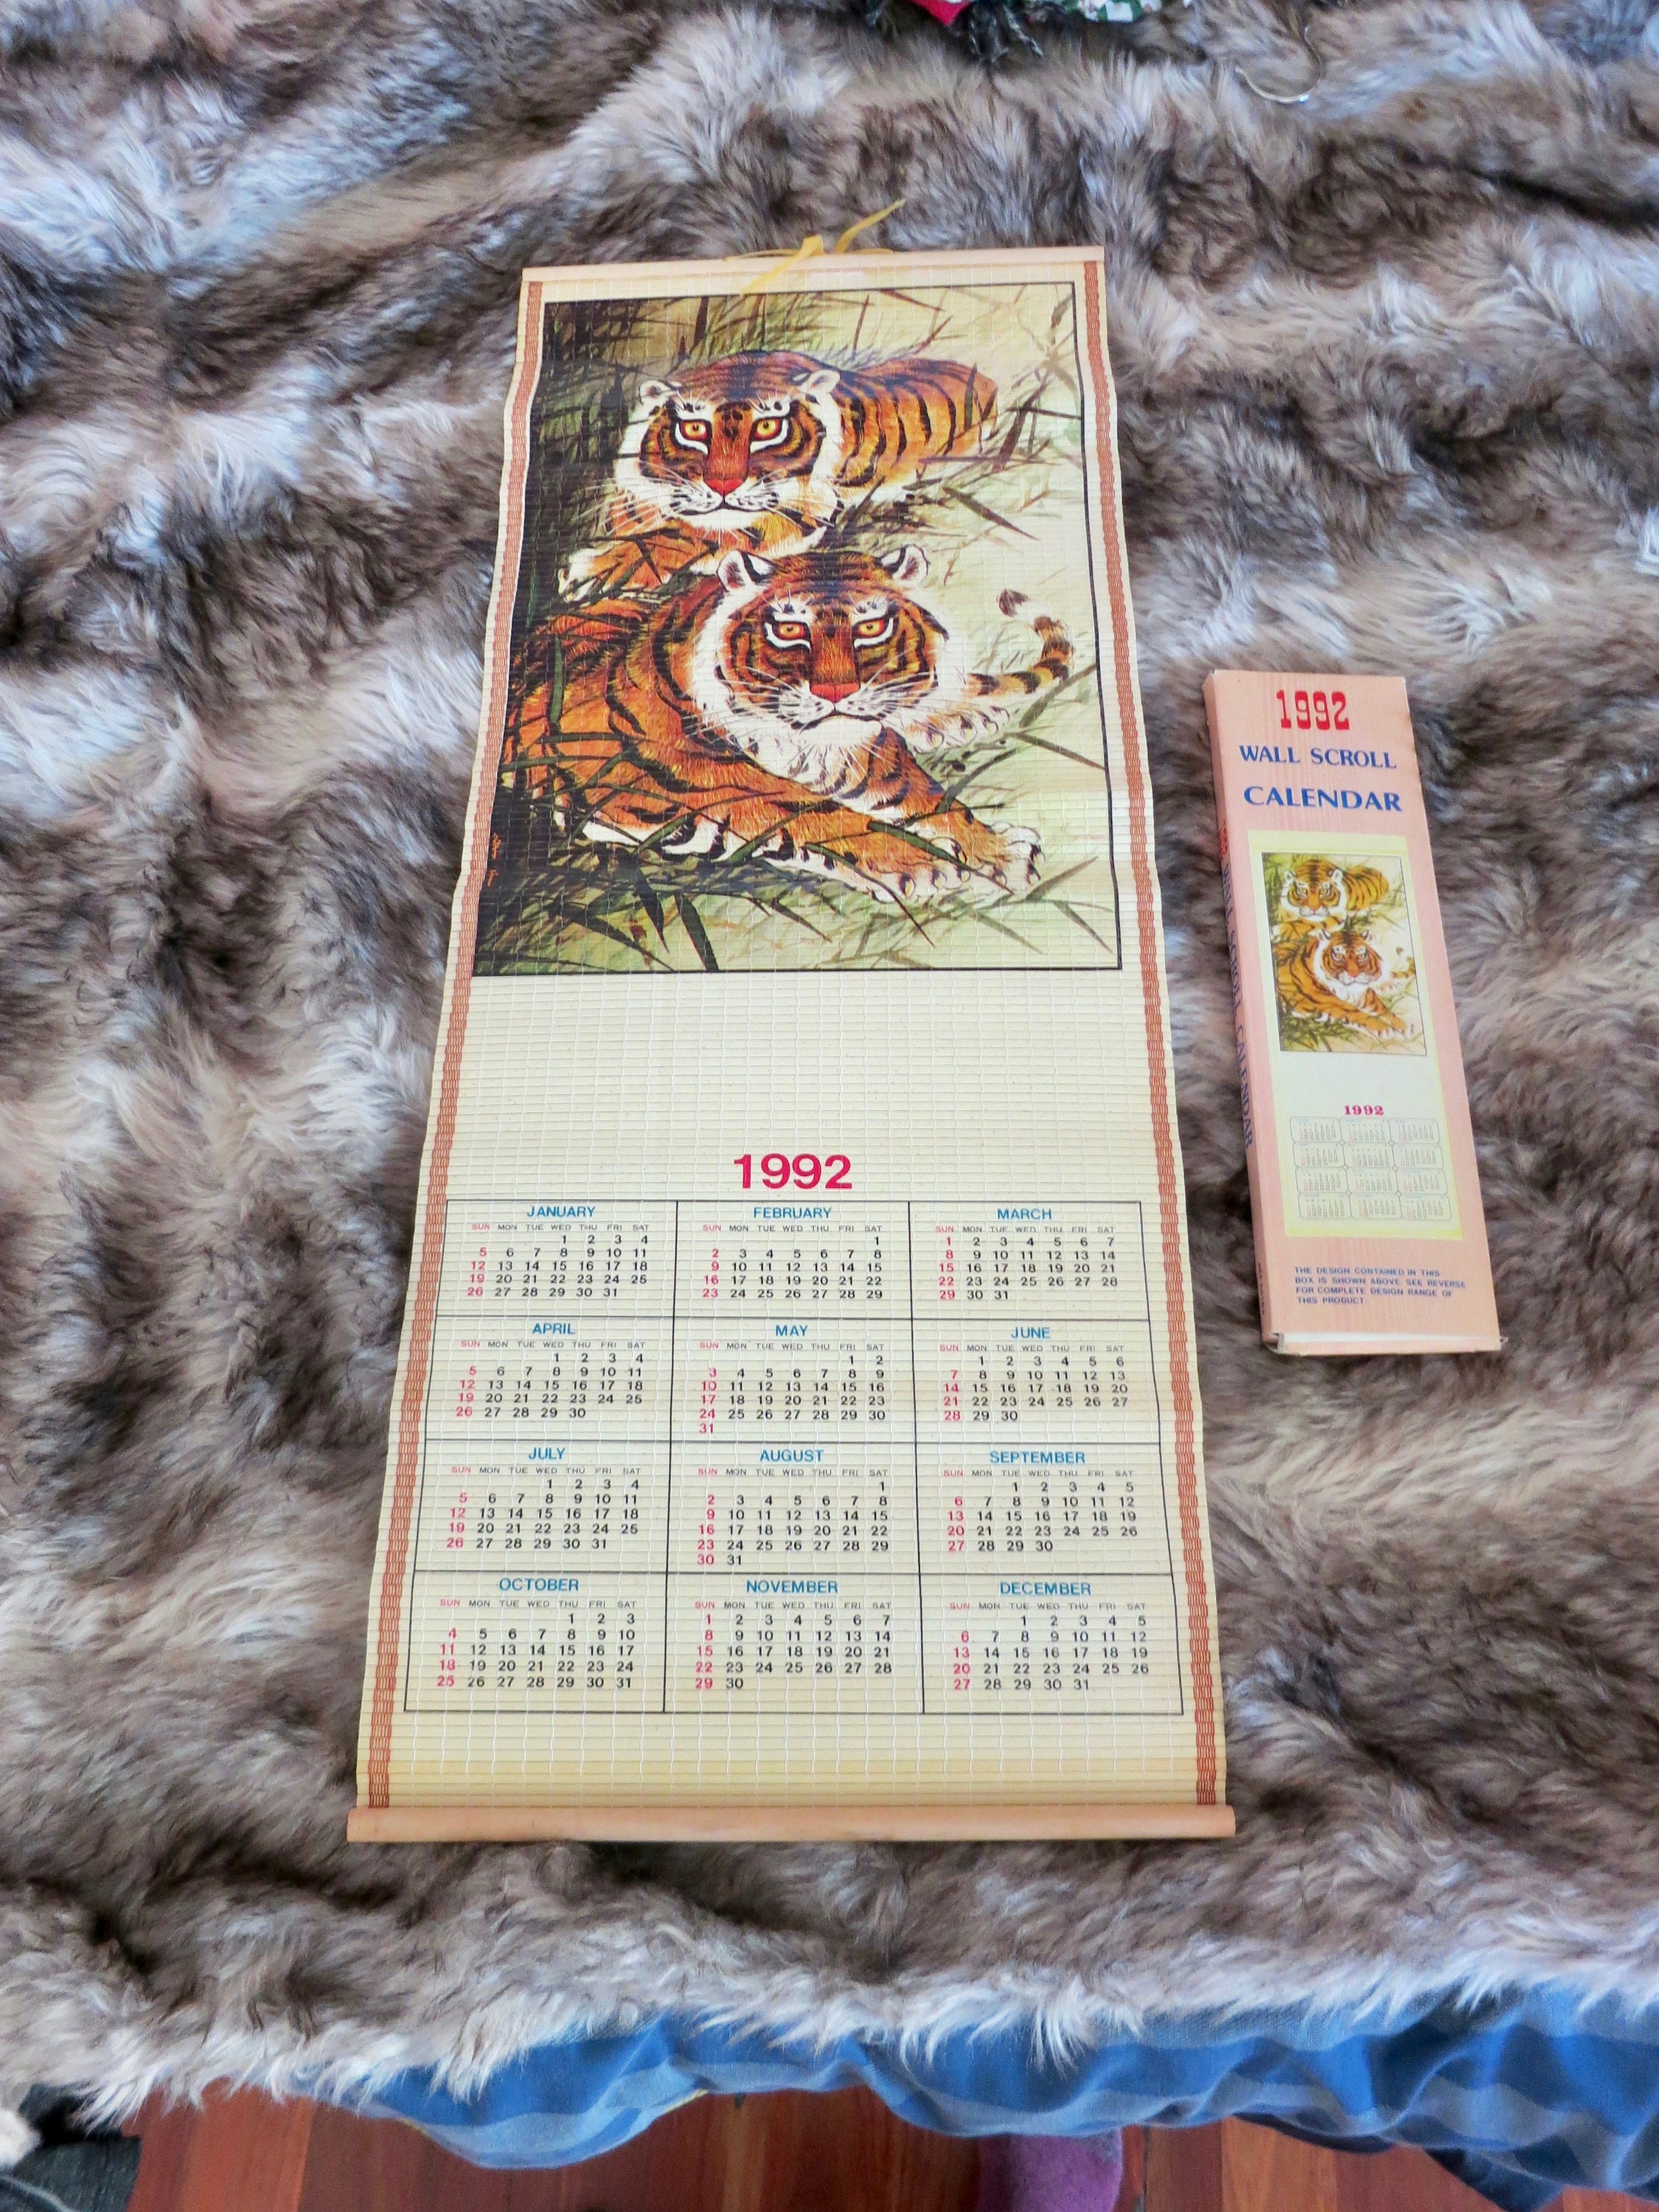 1992
JANUARY
SUN MON TUE WED THU FRI SAT
1 2 3 4
5 6 7 8 9 10 11
12 13 14 15 16 17 18
19 20 21 22 23 24 25
26 27 28 29 30 31
FEBRUARY
SUN MON TUE WED THU FRI SAT
1
2 3 4 5 6 7 8
9 10 11 12 13 14 15
16 17 18 19 20 21 22
23 24 25 26 27 28 29
MARCH
SUN MON TUE WED THU FRI SAT
1 2 3 4 5 6 7
8 9 10 11 12 13 14
15 16 17 18 19 20 21
22 23 24 25 26 27 28
29 30 31
APRIL
SUN MON TUE WED THU FRI SAT
1 2 3 4
5 6 7 8 9 10 11
12 13 14 15 16 17 18
19 20 21 22 23 24 25
26 27 28 29 30
MAY
SUN MON TUE WED THU FRI SAT
1 2
3 4 5 6 7 8 9
10 11 12 13 14 15 16
17 18 19 20 21 22 23
24 25 26 27 28 29 30
31
JUNE
SUN MON TUE WED THU FRI SAT
1 2 3 4 5 6
7 8 9 10 11 12 13
14 15 16 17 18 19 20
21 22 23 24 25 26 27
28 29 30
JULY
SUN MON TUE WED THU FRI SAT
1 2 3 4
5 6 7 8 9 10 11
12 13 14 15 16 17 18
19 20 21 22 23 24 25
26 27 28 29 30 31
AUGUST
SUN MON TUE WED THU FRI SAT
1
2 3 4 5 6 7 8
9 10 11 12 13 14 15
16 17 18 19 20 21 22
23 24 25 26 27 28 29
30 31
SEPTEMBER
SUN MON TUE WED THU FRI SAT
1 2 3 4 5
6 7 8 9 10 11 12
13 14 15 16 17 18 19
20 21 22 23 24 25 26
27 28 29 30
OCTOBER
SUN MON TUE WED THU FRI SAT
1 2 3
4 5 6 7 8 9 10
11 12 13 14 15 16 17
18 19 20 21 22 23 24
25 26 27 28 29 30 31
NOVEMBER
SUN MON TUE WED THU FRI SAT
1 2 3 4 5 6 7
8 9 10 11 12 13 14
15 16 17 18 19 20 21
22 23 24 25 26 27 28
29 30
DECEMBER
SUN MON TUE WED THU FRI SAT
1 2 3 4 5
6 7 8 9 10 11 12
13 14 15 16 17 18 19
20 21 22 23 24 25 26
27 28 29 30 31
1992
WALL SCROLL
CALENDAR
1992
THE DESIGN CONTAINED IN THIS
BOX IS SHOWN ABOVE. SEE REVERSE
FOR COMPLETE DESIGN RANGE OF
THIS PRODUCT.
WALL SCROLL CALENDAR